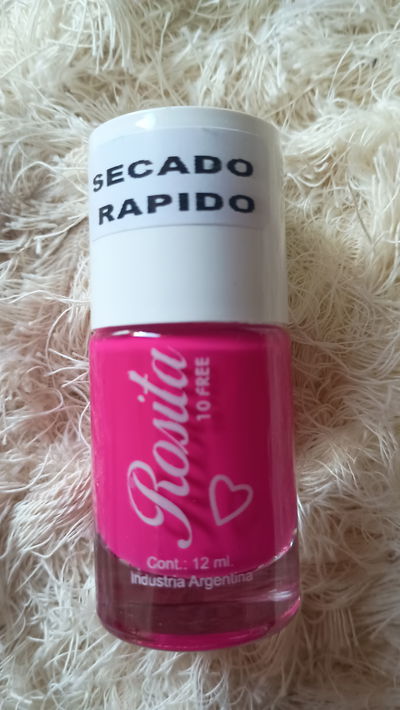 SECADO
RAPIDO
Rosita
10 FREE
Cont.: 12 ml.
Industria Argentina